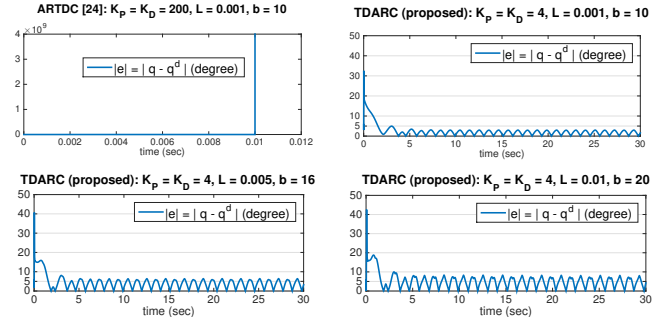 ARTDC [24]: K_P = K_D = 200, L = 0.001, b = 10
×10^9
4
3
2
1
0
|e| = | q - q^d | (degree)
0 0.002 0.004 0.006 0.008 0.01 0.012
time (sec)
TDARC (proposed): K_P = K_D = 4, L = 0.001, b = 10
50
40
30
20
10
5
0
|e| = | q - q^d | (degree)
0 5 10 15 20 25 30
time (sec)
TDARC (proposed): K_P = K_D = 4, L = 0.005, b = 16
50
40
30
20
10
5
0
|e| = | q - q^d | (degree)
0 5 10 15 20 25 30
time (sec)
TDARC (proposed): K_P = K_D = 4, L = 0.01, b = 20
50
40
30
20
10
5
0
|e| = | q - q^d | (degree)
0 5 10 15 20 25 30
time (sec)